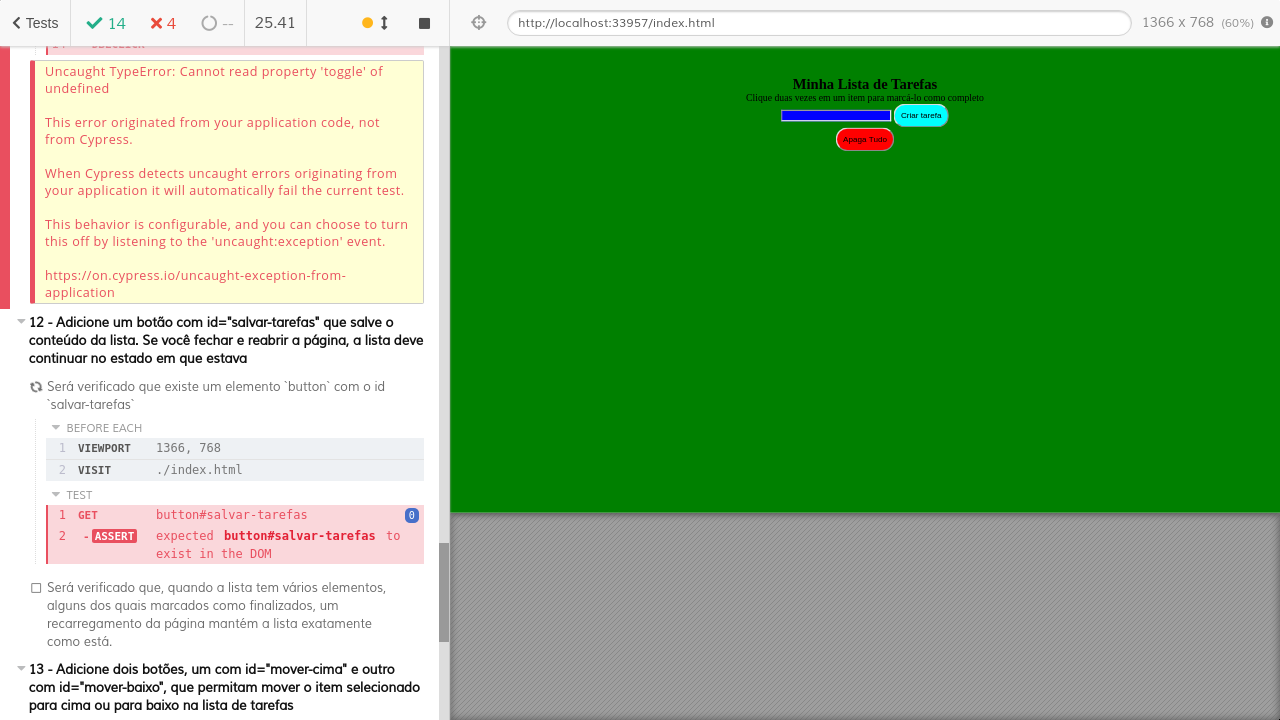 Tests
14
4
--
25.41
http://localhost:33957/index.html
1366 x 768 (60%)
Uncaught TypeError: Cannot read property 'toggle' of
undefined
This error originated from your application code, not
from Cypress.
When Cypress detects uncaught errors originating from
your application it will automatically fail the current test.
This behavior is configurable, and you can choose to turn
this off by listening to the 'uncaught:exception' event.
https://on.cypress.io/uncaught-exception-from-
application
12 - Adicione um botão com id="salvar-tarefas" que salve o
conteúdo da lista. Se você fechar e reabrir a página, a lista deve
continuar no estado em que estava
Será verificado que existe um elemento `button` com o id
`salvar-tarefas`
BEFORE EACH
1 VIEWPORT 1366, 768
2 VISIT ./index.html
TEST
1 GET button#salvar-tarefas 0
2 - ASSERT expected button#salvar-tarefas to
exist in the DOM
Será verificado que, quando a lista tem vários elementos,
alguns dos quais marcados como finalizados, um
recarregamento da página mantém a lista exatamente
como está.
13 - Adicione dois botões, um com id="mover-cima" e outro
com id="mover-baixo", que permitam mover o item selecionado
para cima ou para baixo na lista de tarefas
Minha Lista de Tarefas
Clique duas vezes em um item para marcá-lo como completo
Criar tarefa
Apaga Tudo